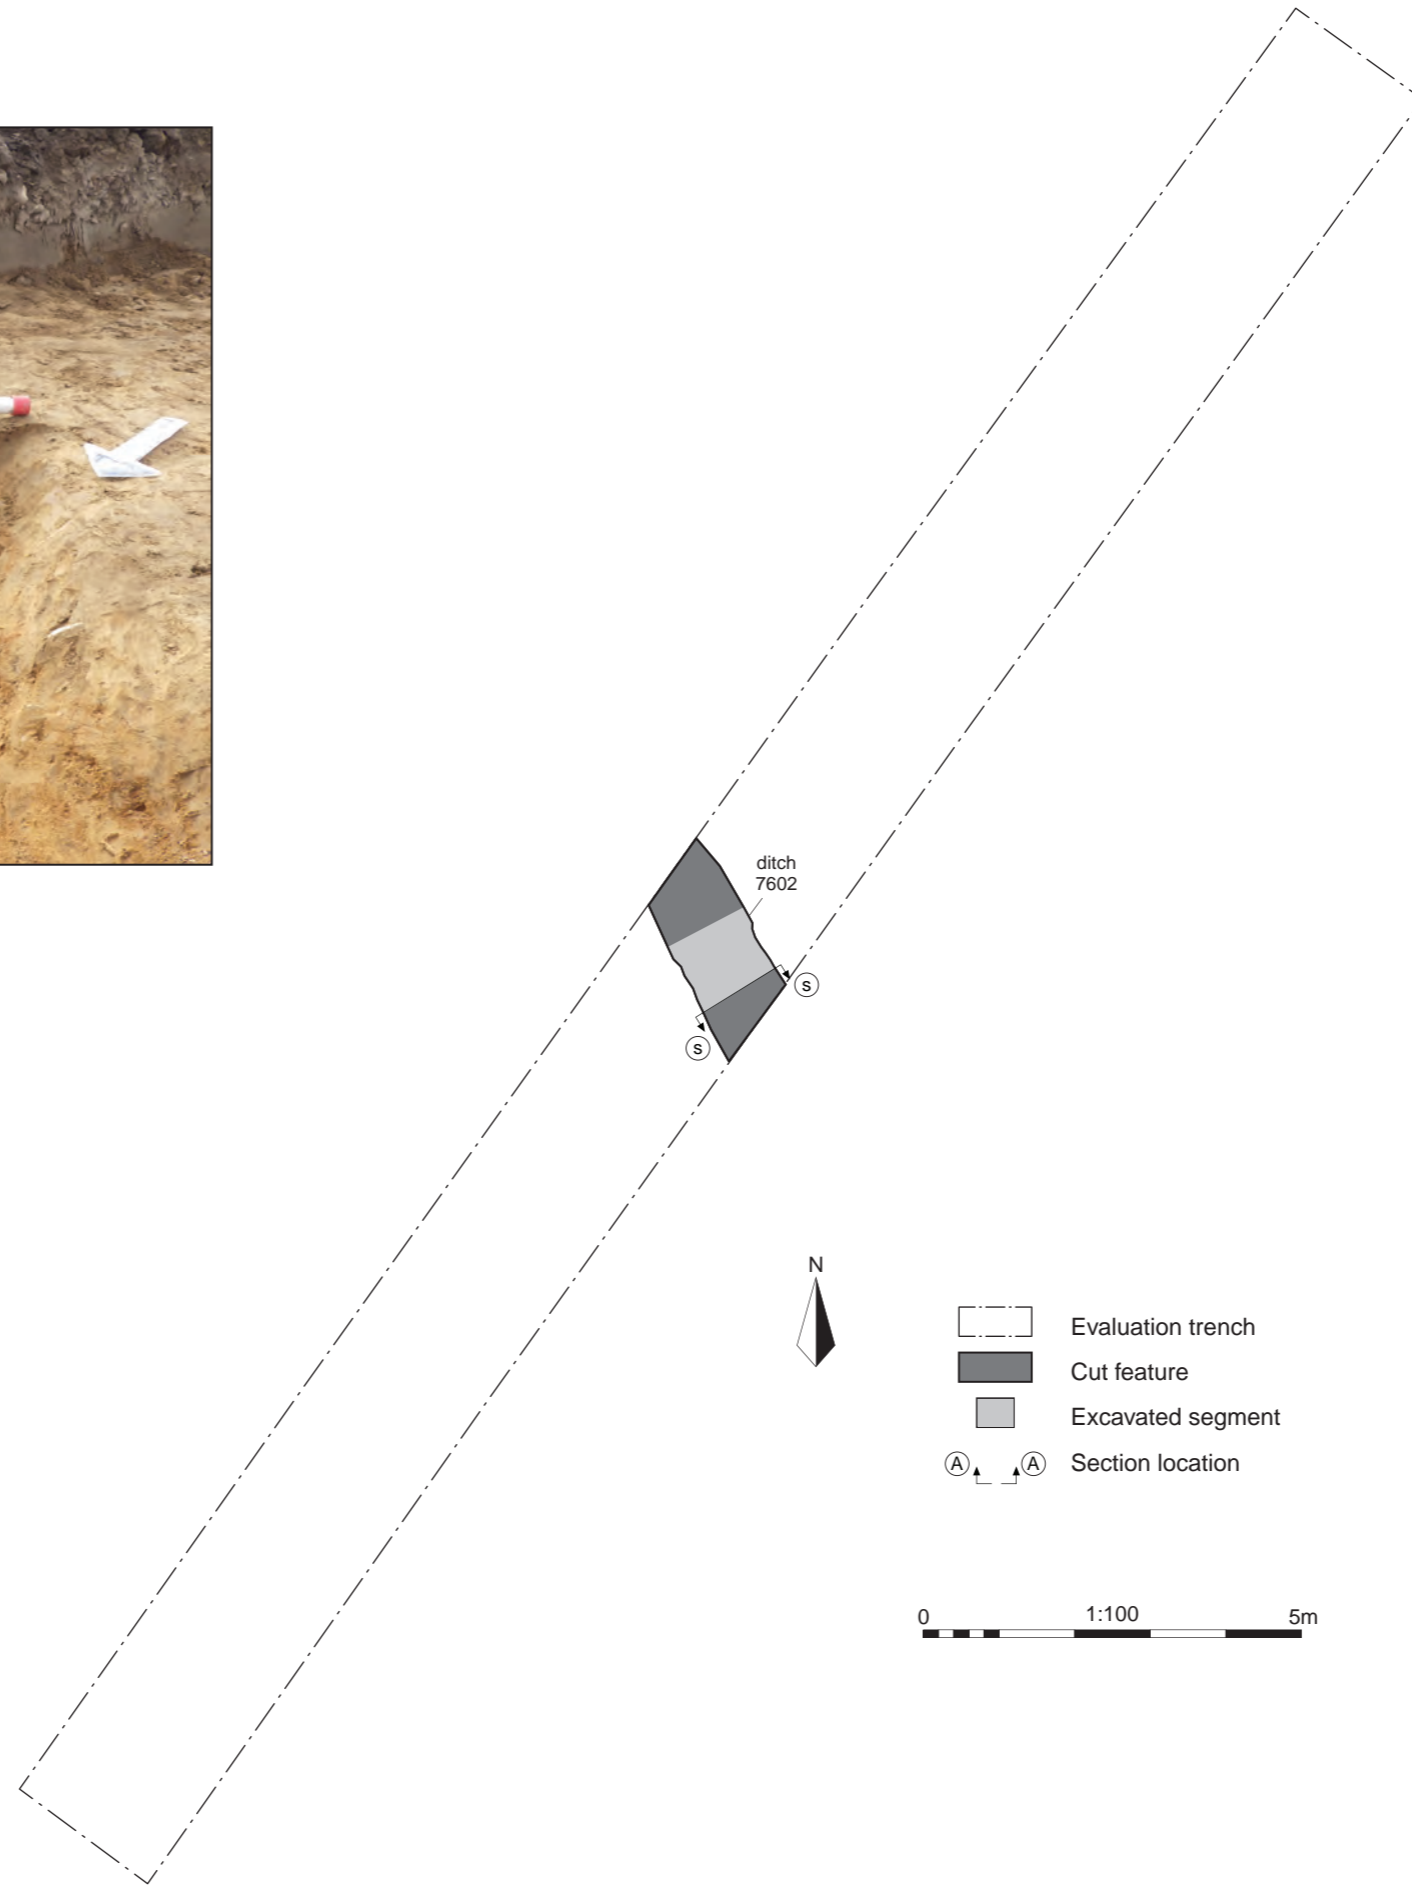 ditch
7602
S
S
N
Evaluation trench
Cut feature
Excavated segment
A A Section location
0 1:100 5m